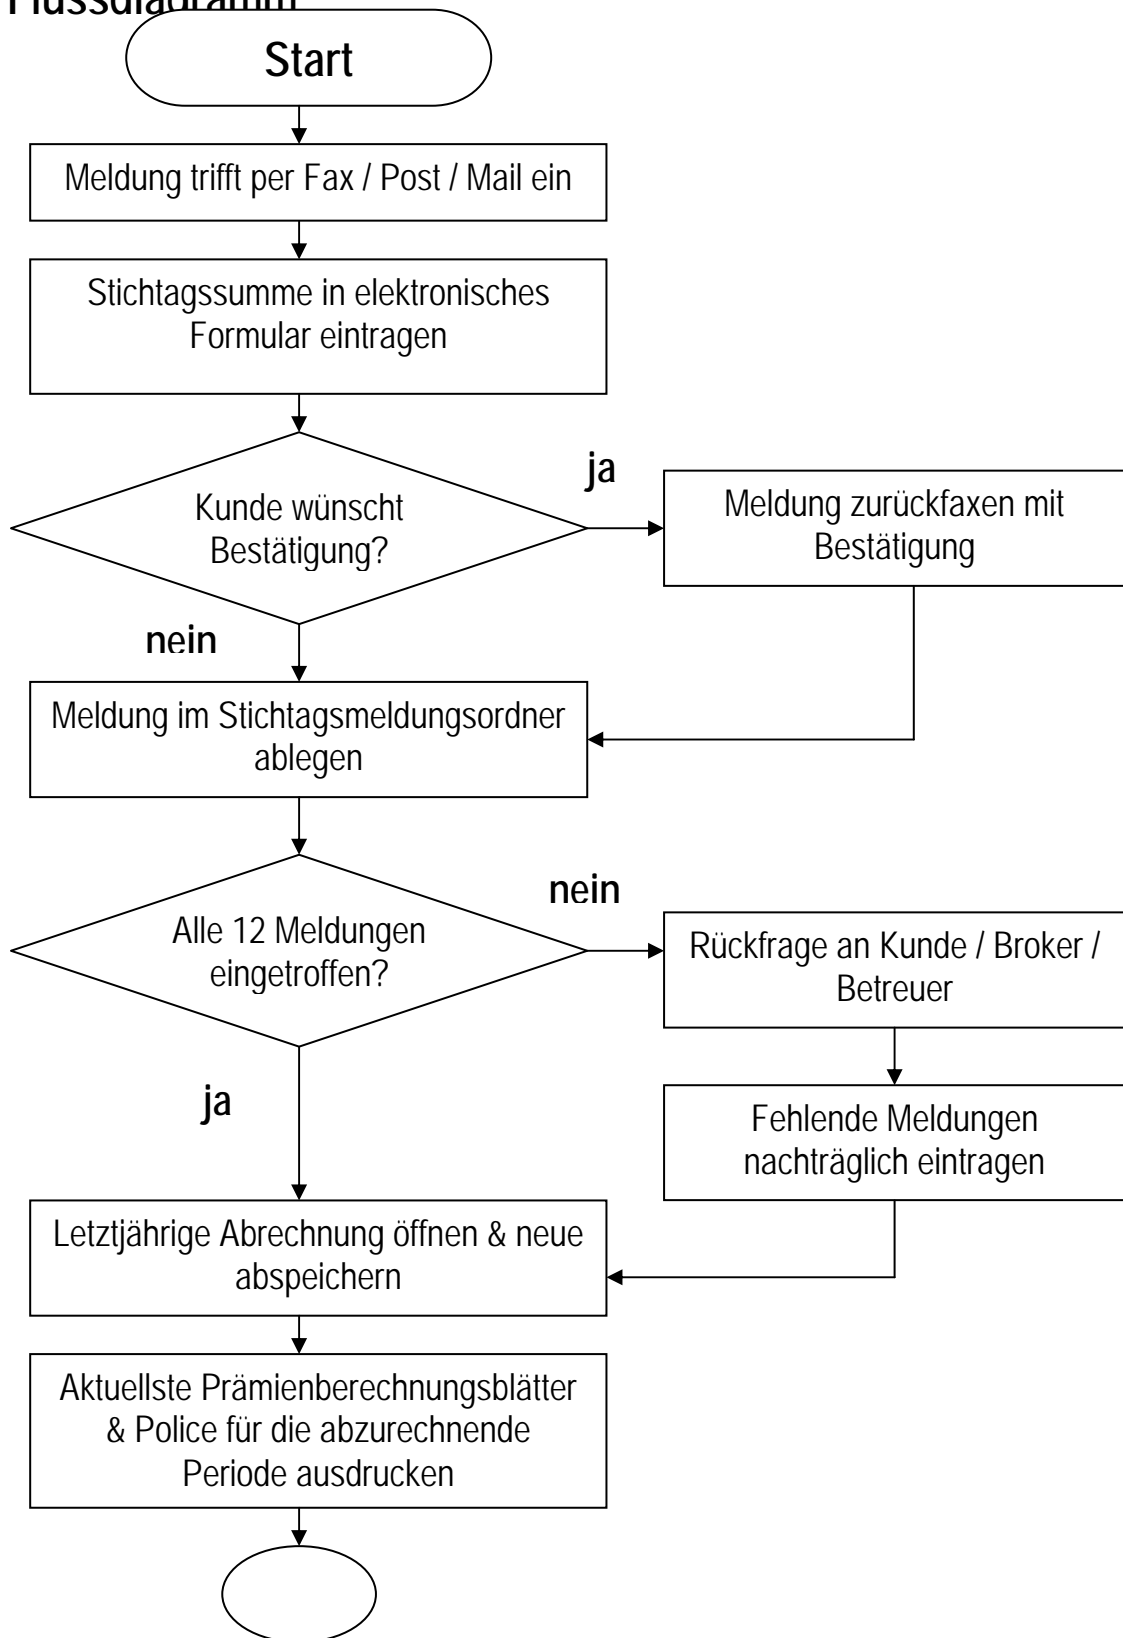 Flussdiagramm
Start
Meldung trifft per Fax / Post / Mail ein
Stichtagssumme in elektronisches
Formular eintragen
Kunde wünscht
Bestätigung?
ja
Meldung zurückfaxen mit
Bestätigung
nein
Meldung im Stichtagsmeldungsordner
ablegen
Alle 12 Meldungen
eingetroffen?
nein
Rückfrage an Kunde / Broker /
Betreuer
ja
Fehlende Meldungen
nachträglich eintragen
Letztjährige Abrechnung öffnen & neue
abspeichern
Aktuellste Prämienberechnungsblätter
& Police für die abzurechnende
Periode ausdrucken